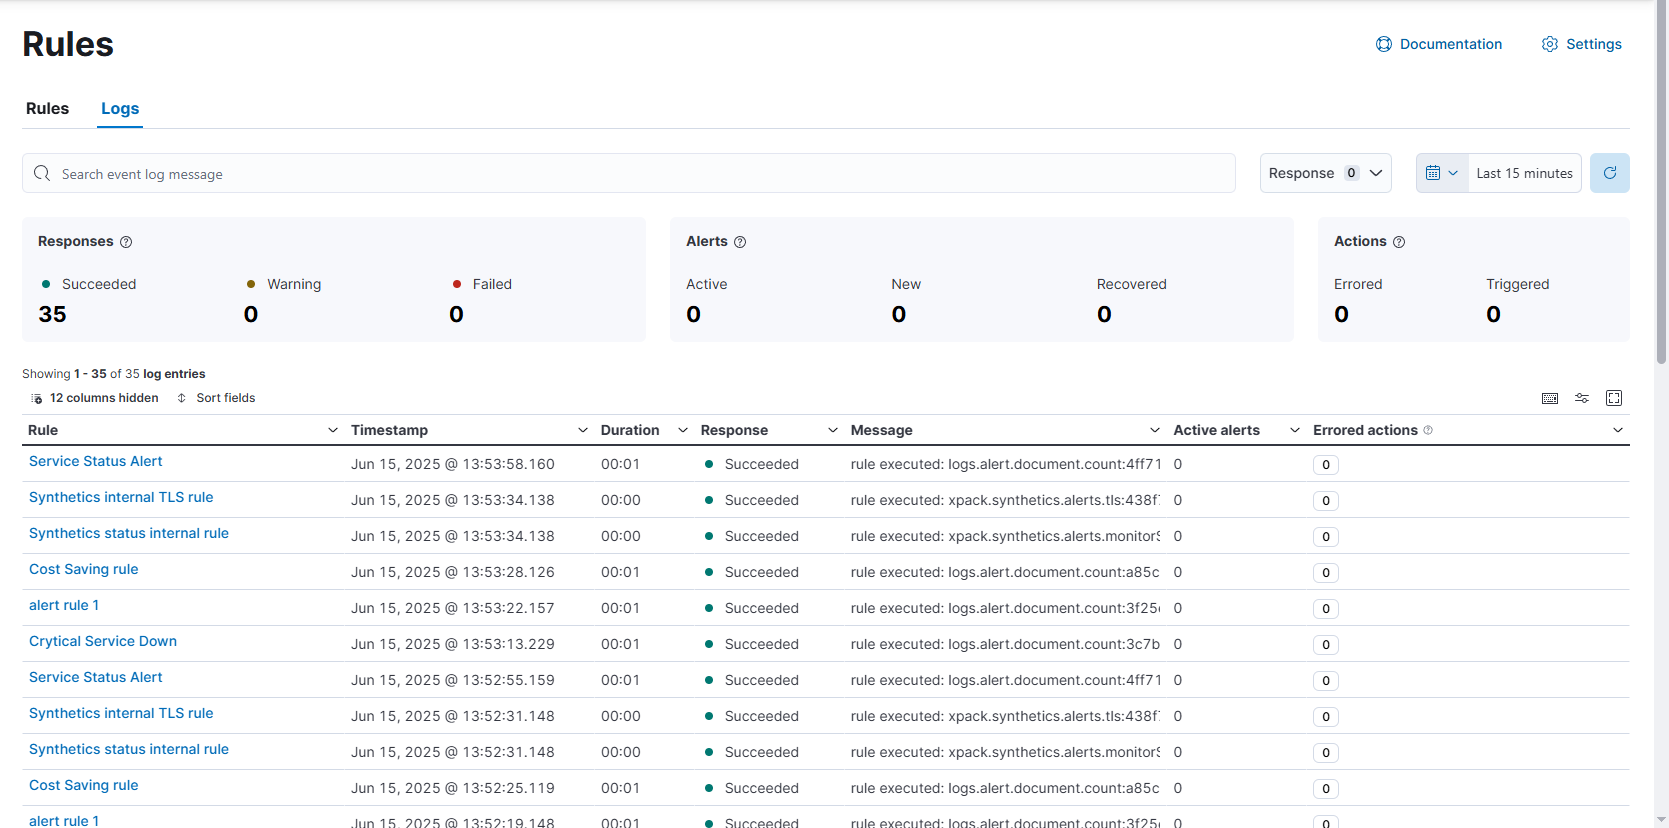 Rules
Documentation
Settings
Rules Logs
Search event log message
Response 0
Last 15 minutes
Responses
Succeeded Warning Failed
35 0 0
Alerts
Active New Recovered
0 0 0
Actions
Errored Triggered
0 0
Showing 1 - 35 of 35 log entries
12 columns hidden Sort fields
Rule Timestamp Duration Response Message Active alerts Errored actions
Service Status Alert Jun 15, 2025 @ 13:53:58.160 00:01 Succeeded rule executed: logs.alert.document.count:4ff71 0 0
Synthetics internal TLS rule Jun 15, 2025 @ 13:53:34.138 00:00 Succeeded rule executed: xpack.synthetics.alerts.tls:438f 0 0
Synthetics status internal rule Jun 15, 2025 @ 13:53:34.138 00:00 Succeeded rule executed: xpack.synthetics.alerts.monitor 0 0
Cost Saving rule Jun 15, 2025 @ 13:53:28.126 00:01 Succeeded rule executed: logs.alert.document.count:a85c 0 0
alert rule 1 Jun 15, 2025 @ 13:53:22.157 00:01 Succeeded rule executed: logs.alert.document.count:3f25 0 0
Crytical Service Down Jun 15, 2025 @ 13:53:13.229 00:01 Succeeded rule executed: logs.alert.document.count:3c7b 0 0
Service Status Alert Jun 15, 2025 @ 13:52:55.159 00:01 Succeeded rule executed: logs.alert.document.count:4ff71 0 0
Synthetics internal TLS rule Jun 15, 2025 @ 13:52:31.148 00:00 Succeeded rule executed: xpack.synthetics.alerts.tls:438f 0 0
Synthetics status internal rule Jun 15, 2025 @ 13:52:31.148 00:00 Succeeded rule executed: xpack.synthetics.alerts.monitor 0 0
Cost Saving rule Jun 15, 2025 @ 13:52:25.119 00:01 Succeeded rule executed: logs.alert.document.count:a85c 0 0
alert rule 1 Jun 15, 2025 @ 13:52:19.148 00:01 Succeeded rule executed: logs.alert.document.count:3f25 0 0